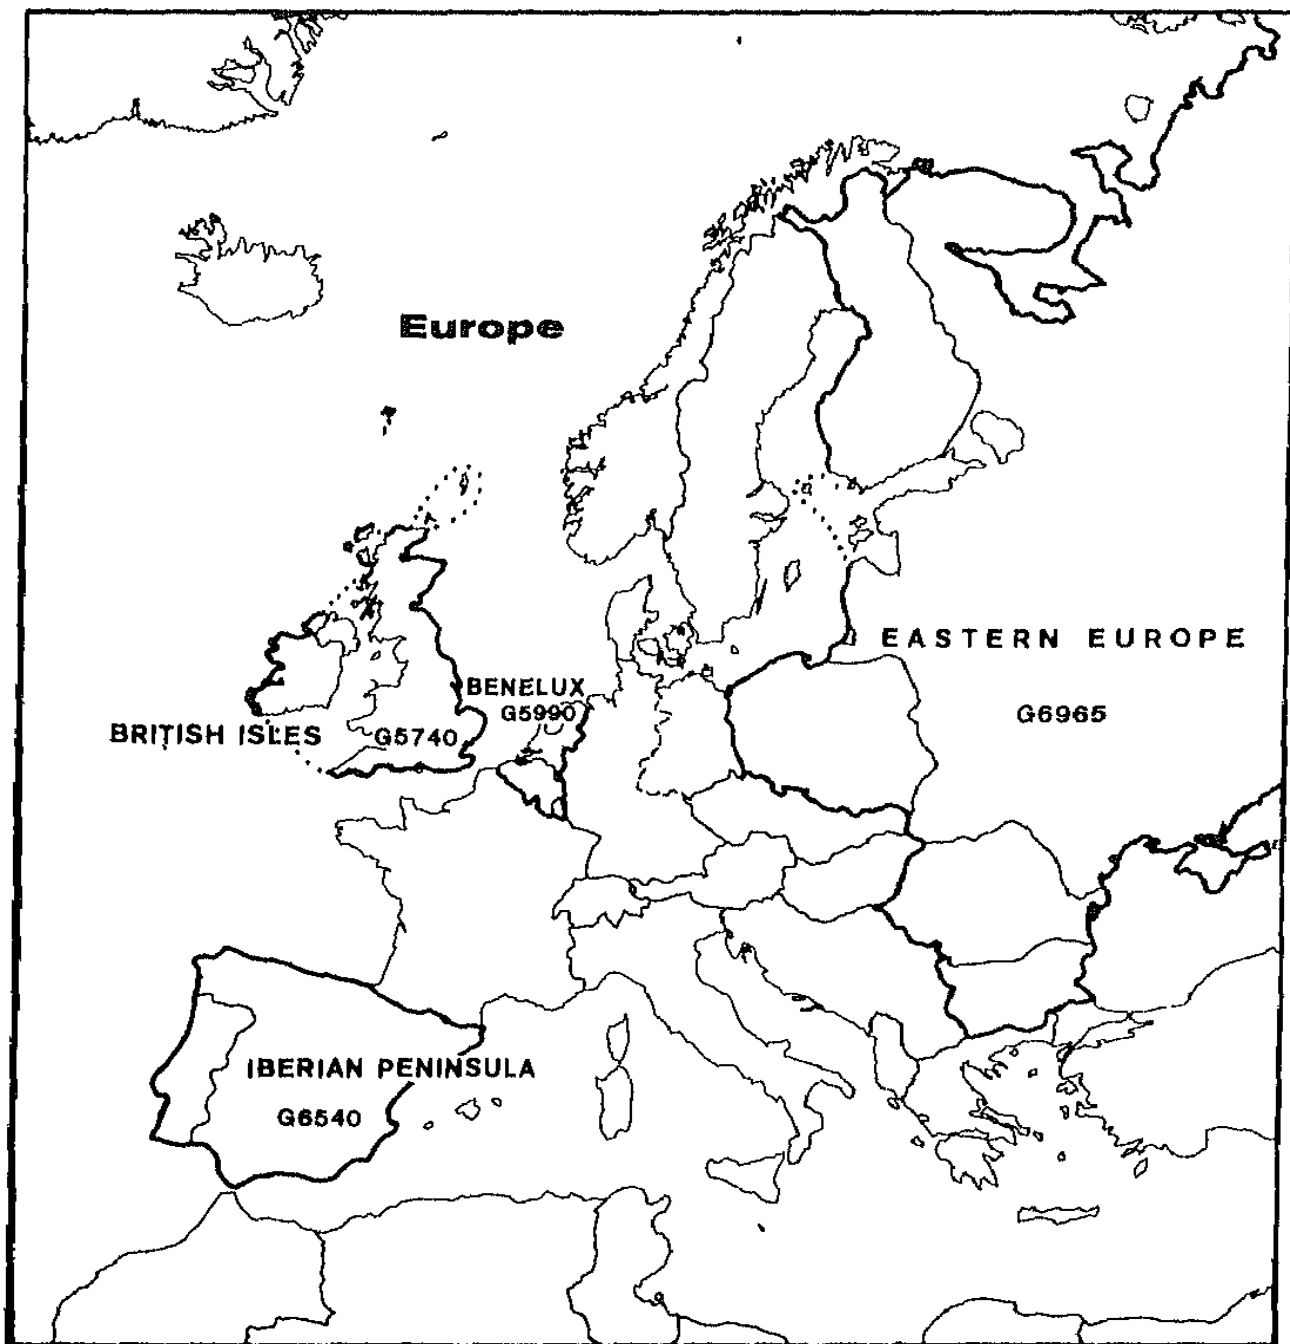 Europe
EASTERN EUROPE
G6965
BENELUX
G5990
BRITISH ISLES G5740
IBERIAN PENINSULA
G6540